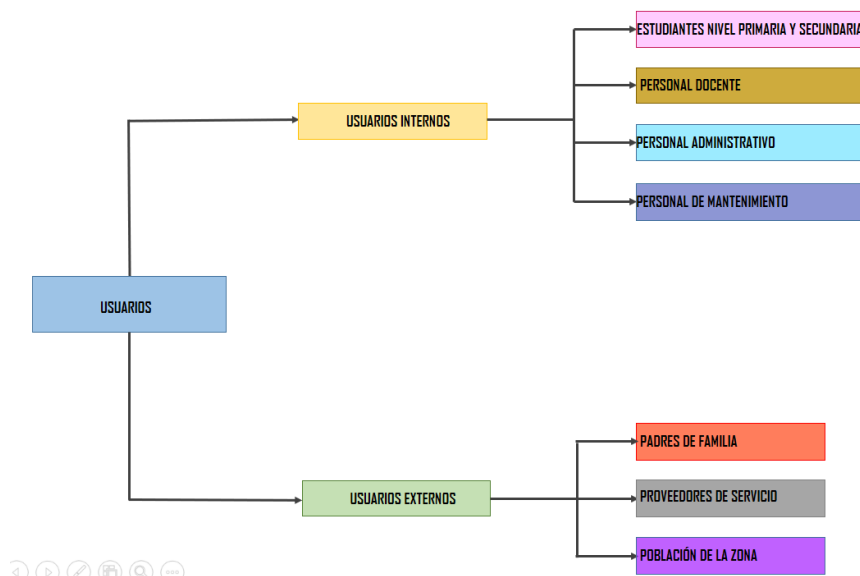 ESTUDIANTES NIVEL PRIMARIA Y SECUNDARIA
PERSONAL DOCENTE
USUARIOS INTERNOS
PERSONAL ADMINISTRATIVO
PERSONAL DE MANTENIMIENTO
USUARIOS
PADRES DE FAMILIA
USUARIOS EXTERNOS
PROVEEDORES DE SERVICIO
POBLACIÓN DE LA ZONA